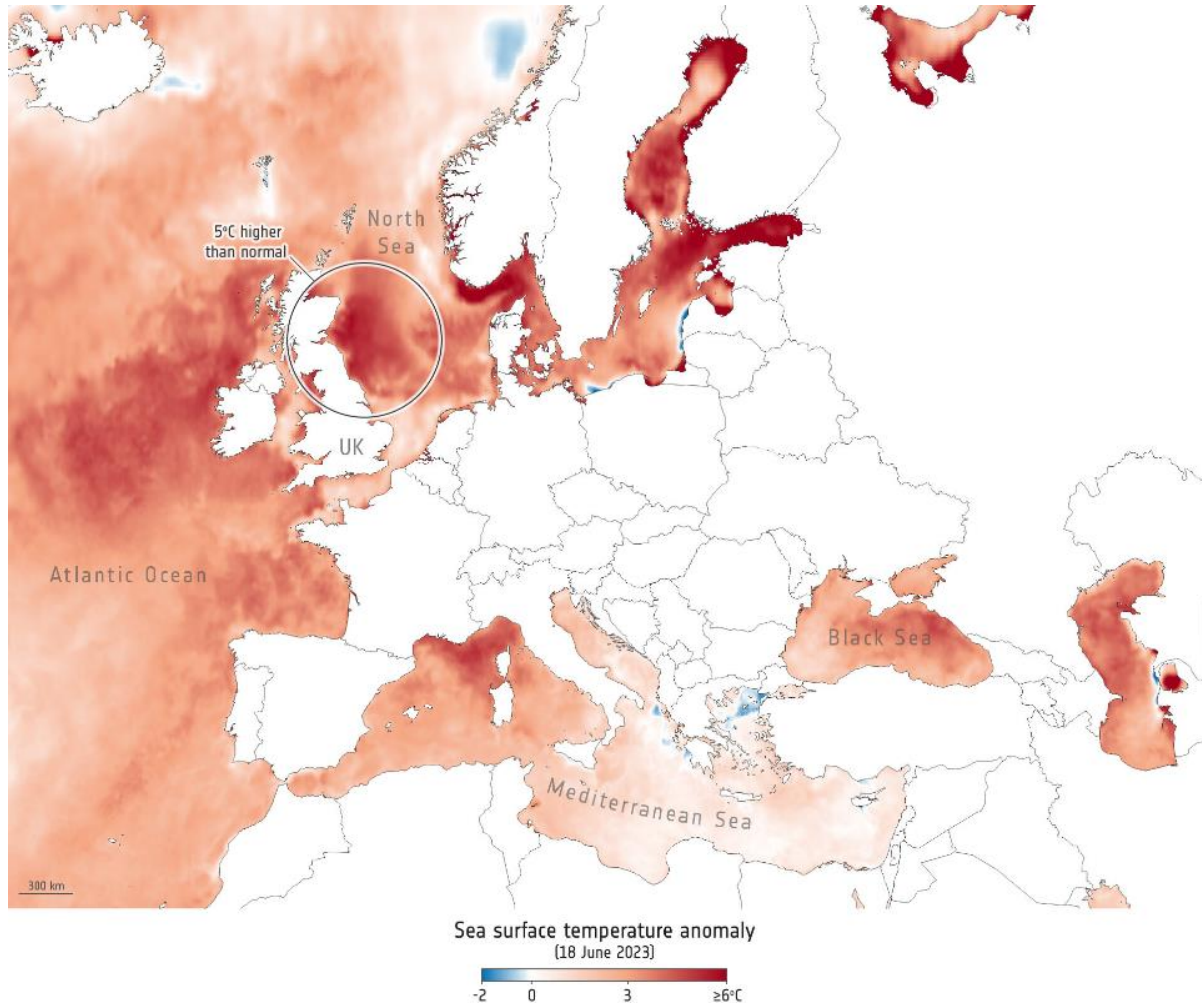 North
Sea
5°C higher
than normal
UK
Atlantic Ocean
Black Sea
Mediterranean Sea
300 km
Sea surface temperature anomaly
(18 June 2023)
-2 0 3 ≥6°C